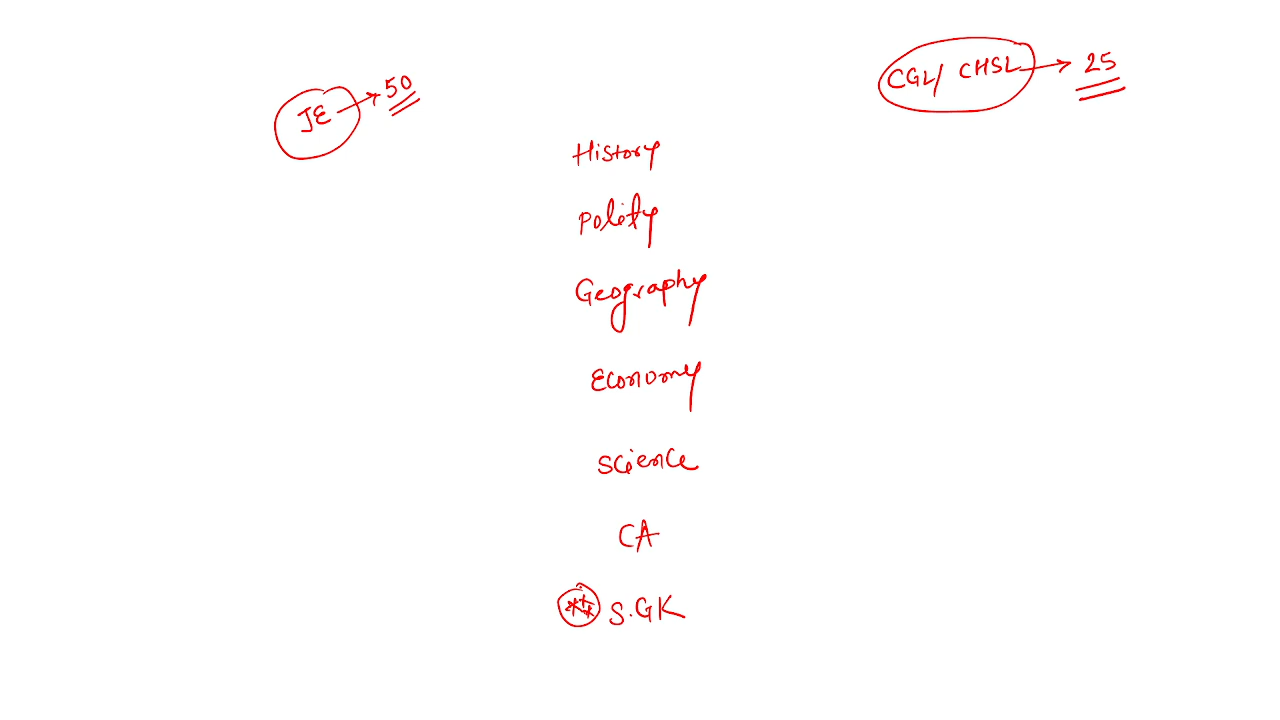 JE → 50
CGL/ CHSL → 25
History
Polity
Geography
Economy
Science
CA
** S.GK